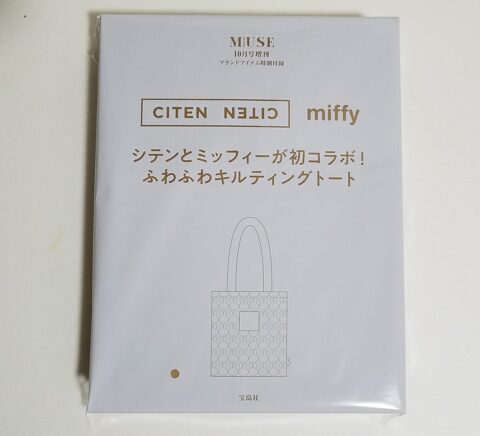 MUSE
10月号増刊
ブランドアイテム特別付録
CITEN CITEN miffy
シテンとミッフィーが初コラボ!
ふわふわキルティングトート
宝島社